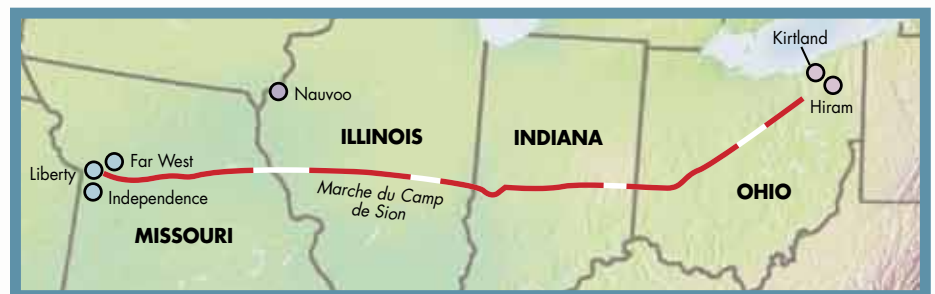 Kirtland
Hiram
Nauvoo
ILLINOIS
INDIANA
OHIO
Far West
Liberty
Independence
Marche du Camp
de Sion
MISSOURI